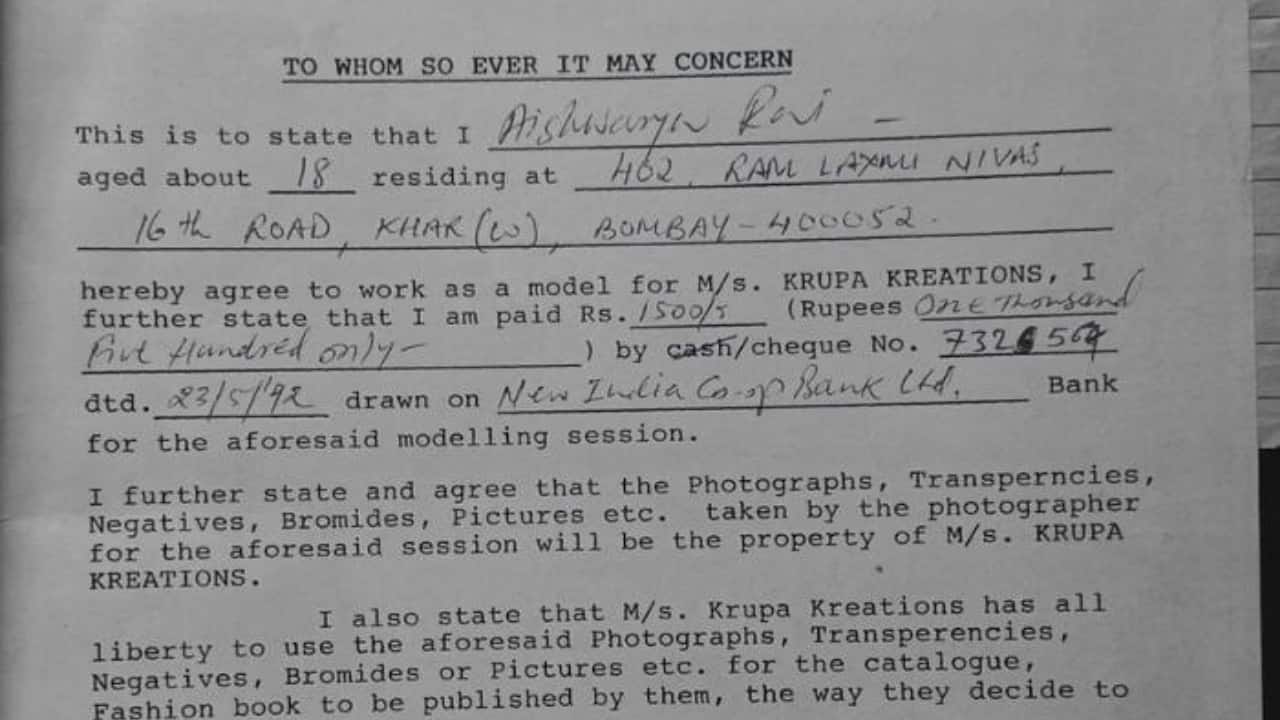 TO WHOM SO EVER IT MAY CONCERN
This is to state that I Aishwarya Rai –
aged about 18 residing at 402, RAM LAXMI NIVAS,
16th ROAD, KHAR (W), BOMBAY – 400052.
hereby agree to work as a model for M/s. KRUPA KREATIONS, I
further state that I am paid Rs. 1500/- (Rupees One Thousand
Five Hundred only – ) by cash/cheque No.
dtd. 23/5/'92 drawn on New India Co-op Bank Ltd. Bank
for the aforesaid modelling session.
I further state and agree that the Photographs, Transperncies,
Negatives, Bromides, Pictures etc. taken by the photographer
for the aforesaid session will be the property of M/s. KRUPA
KREATIONS.
I also state that M/s. Krupa Kreations has all
liberty to use the aforesaid Photographs, Transperencies,
Negatives, Bromides or Pictures etc. for the catalogue,
Fashion book to be published by them, the way they decide to